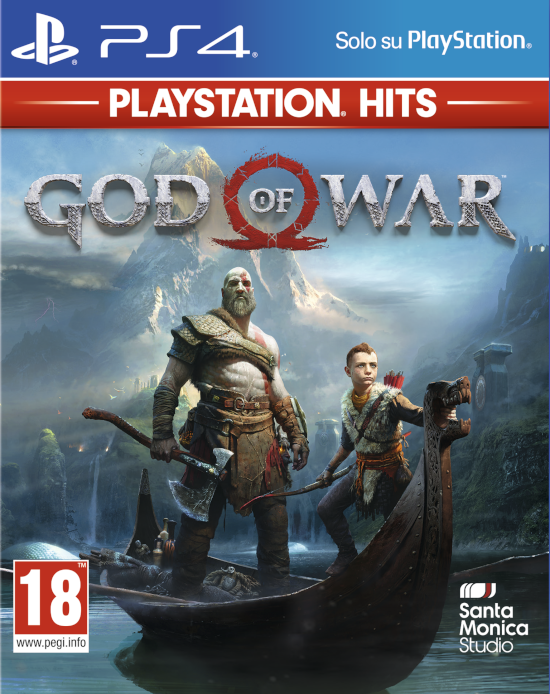 PS4
Solo su PlayStation
PLAYSTATION HITS
GOD OF WAR
18
www.pegi.info
Santa
Monica
Studio